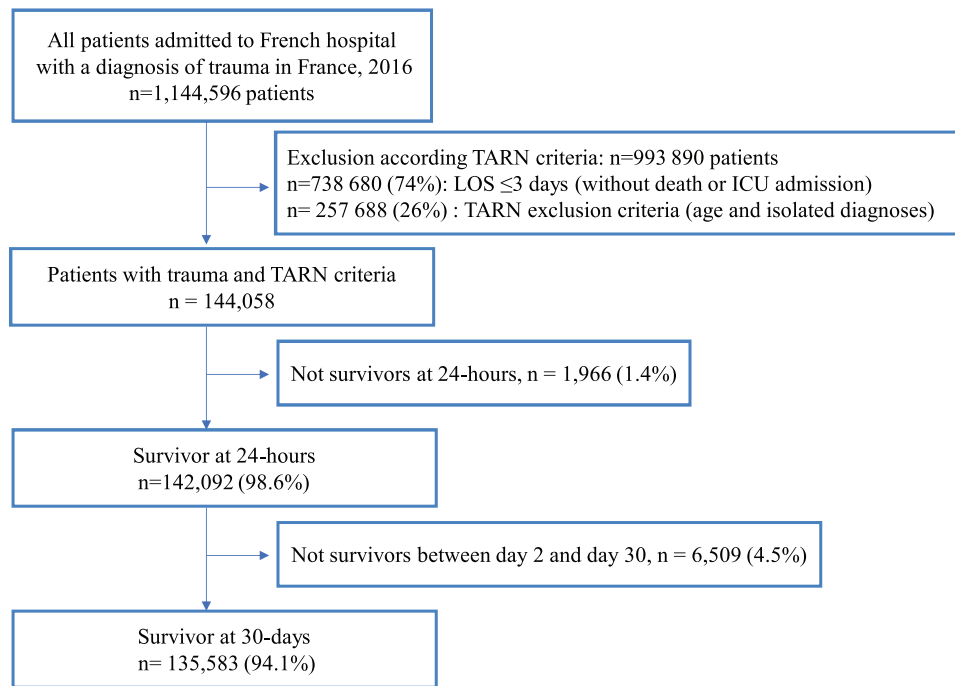 All patients admitted to French hospital
with a diagnosis of trauma in France, 2016
n=1,144,596 patients
Exclusion according TARN criteria: n=993 890 patients
n=738 680 (74%): LOS ≤3 days (without death or ICU admission)
n= 257 688 (26%) : TARN exclusion criteria (age and isolated diagnoses)
Patients with trauma and TARN criteria
n = 144,058
Not survivors at 24-hours, n = 1,966 (1.4%)
Survivor at 24-hours
n=142,092 (98.6%)
Not survivors between day 2 and day 30, n = 6,509 (4.5%)
Survivor at 30-days
n= 135,583 (94.1%)